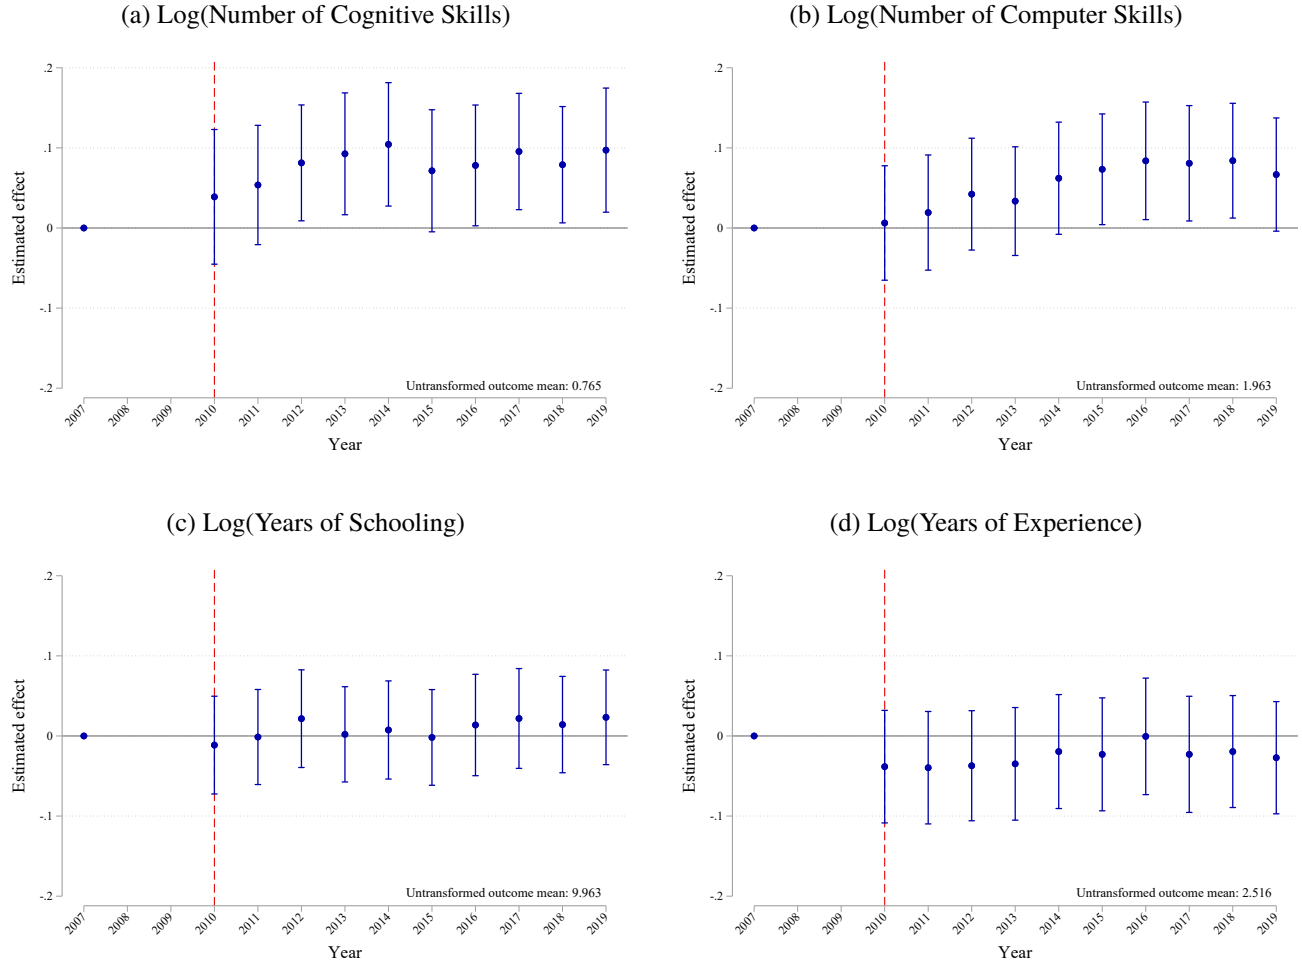 (a) Log(Number of Cognitive Skills)
.2
.1
0
-.1
-.2
Estimated effect
Untransformed outcome mean: 0.765
2007 2008 2009 2010 2011 2012 2013 2014 2015 2016 2017 2018 2019
Year
(b) Log(Number of Computer Skills)
.2
.1
0
-.1
-.2
Estimated effect
Untransformed outcome mean: 1.963
2007 2008 2009 2010 2011 2012 2013 2014 2015 2016 2017 2018 2019
Year
(c) Log(Years of Schooling)
.2
.1
0
-.1
-.2
Estimated effect
Untransformed outcome mean: 9.963
2007 2008 2009 2010 2011 2012 2013 2014 2015 2016 2017 2018 2019
Year
(d) Log(Years of Experience)
.2
.1
0
-.1
-.2
Estimated effect
Untransformed outcome mean: 2.516
2007 2008 2009 2010 2011 2012 2013 2014 2015 2016 2017 2018 2019
Year